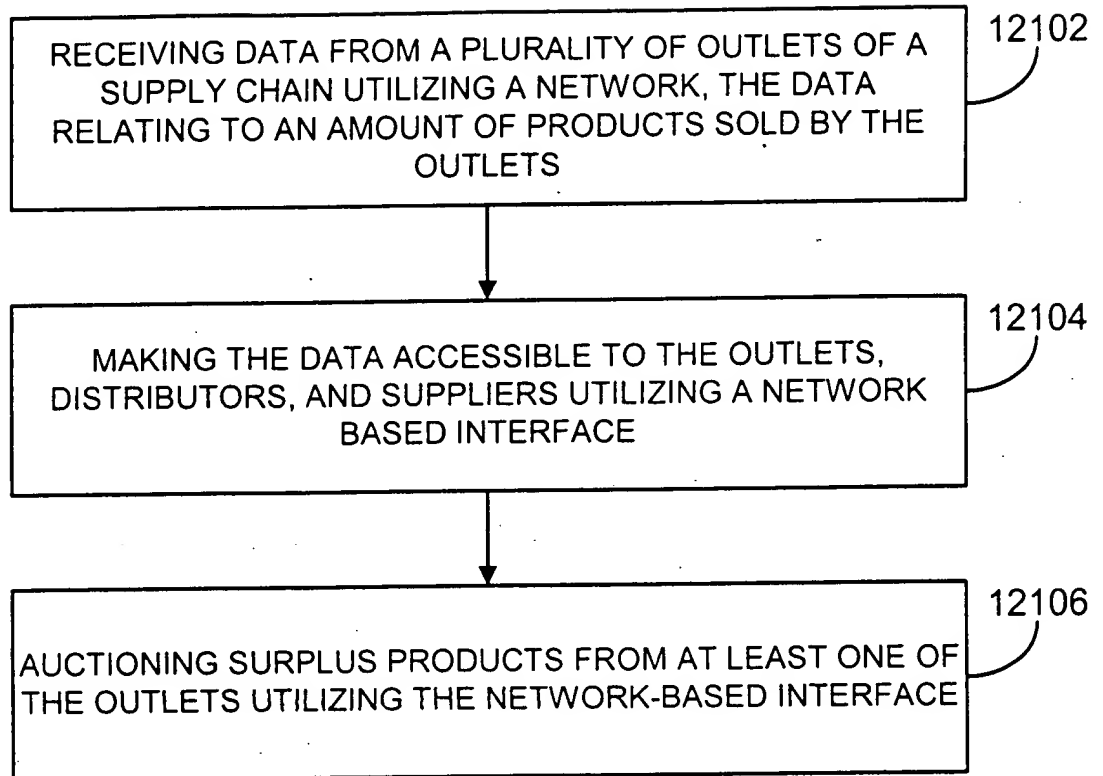 RECEIVING DATA FROM A PLURALITY OF OUTLETS OF A
SUPPLY CHAIN UTILIZING A NETWORK, THE DATA
RELATING TO AN AMOUNT OF PRODUCTS SOLD BY THE
OUTLETS
12102
MAKING THE DATA ACCESSIBLE TO THE OUTLETS,
DISTRIBUTORS, AND SUPPLIERS UTILIZING A NETWORK
BASED INTERFACE
12104
AUCTIONING SURPLUS PRODUCTS FROM AT LEAST ONE OF
THE OUTLETS UTILIZING THE NETWORK-BASED INTERFACE
12106